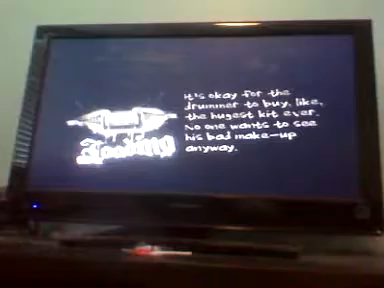 Loading
it's okay for the
drummer to buy, like,
the hugest kit ever.
No one wants to see
his bad make-up
anyway.